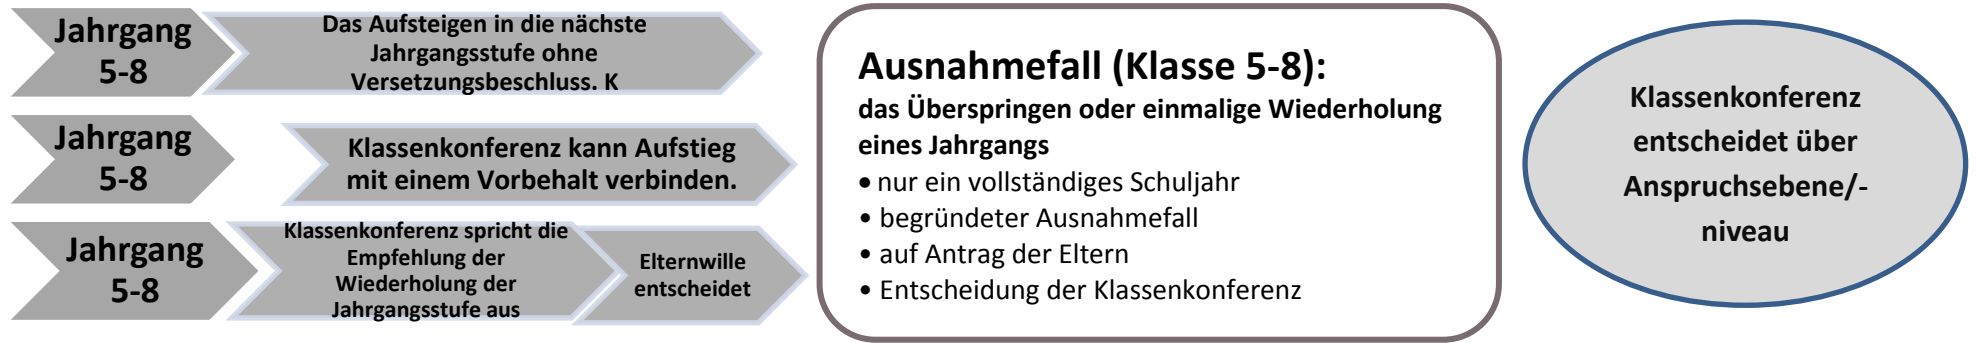 Jahrgang
5-8
Das Aufsteigen in die nächste
Jahrgangsstufe ohne
Versetzungsbeschluss. K
Jahrgang
5-8
Klassenkonferenz kann Aufstieg
mit einem Vorbehalt verbinden.
Jahrgang
5-8
Klassenkonferenz spricht die
Empfehlung der
Wiederholung der
Jahrgangsstufe aus
Elternwille
entscheidet
Ausnahmefall (Klasse 5-8):
das Überspringen oder einmalige Wiederholung
eines Jahrgangs
• nur ein vollständiges Schuljahr
• begründeter Ausnahmefall
• auf Antrag der Eltern
• Entscheidung der Klassenkonferenz
Klassenkonferenz
entscheidet über
Anspruchsebene/-
niveau